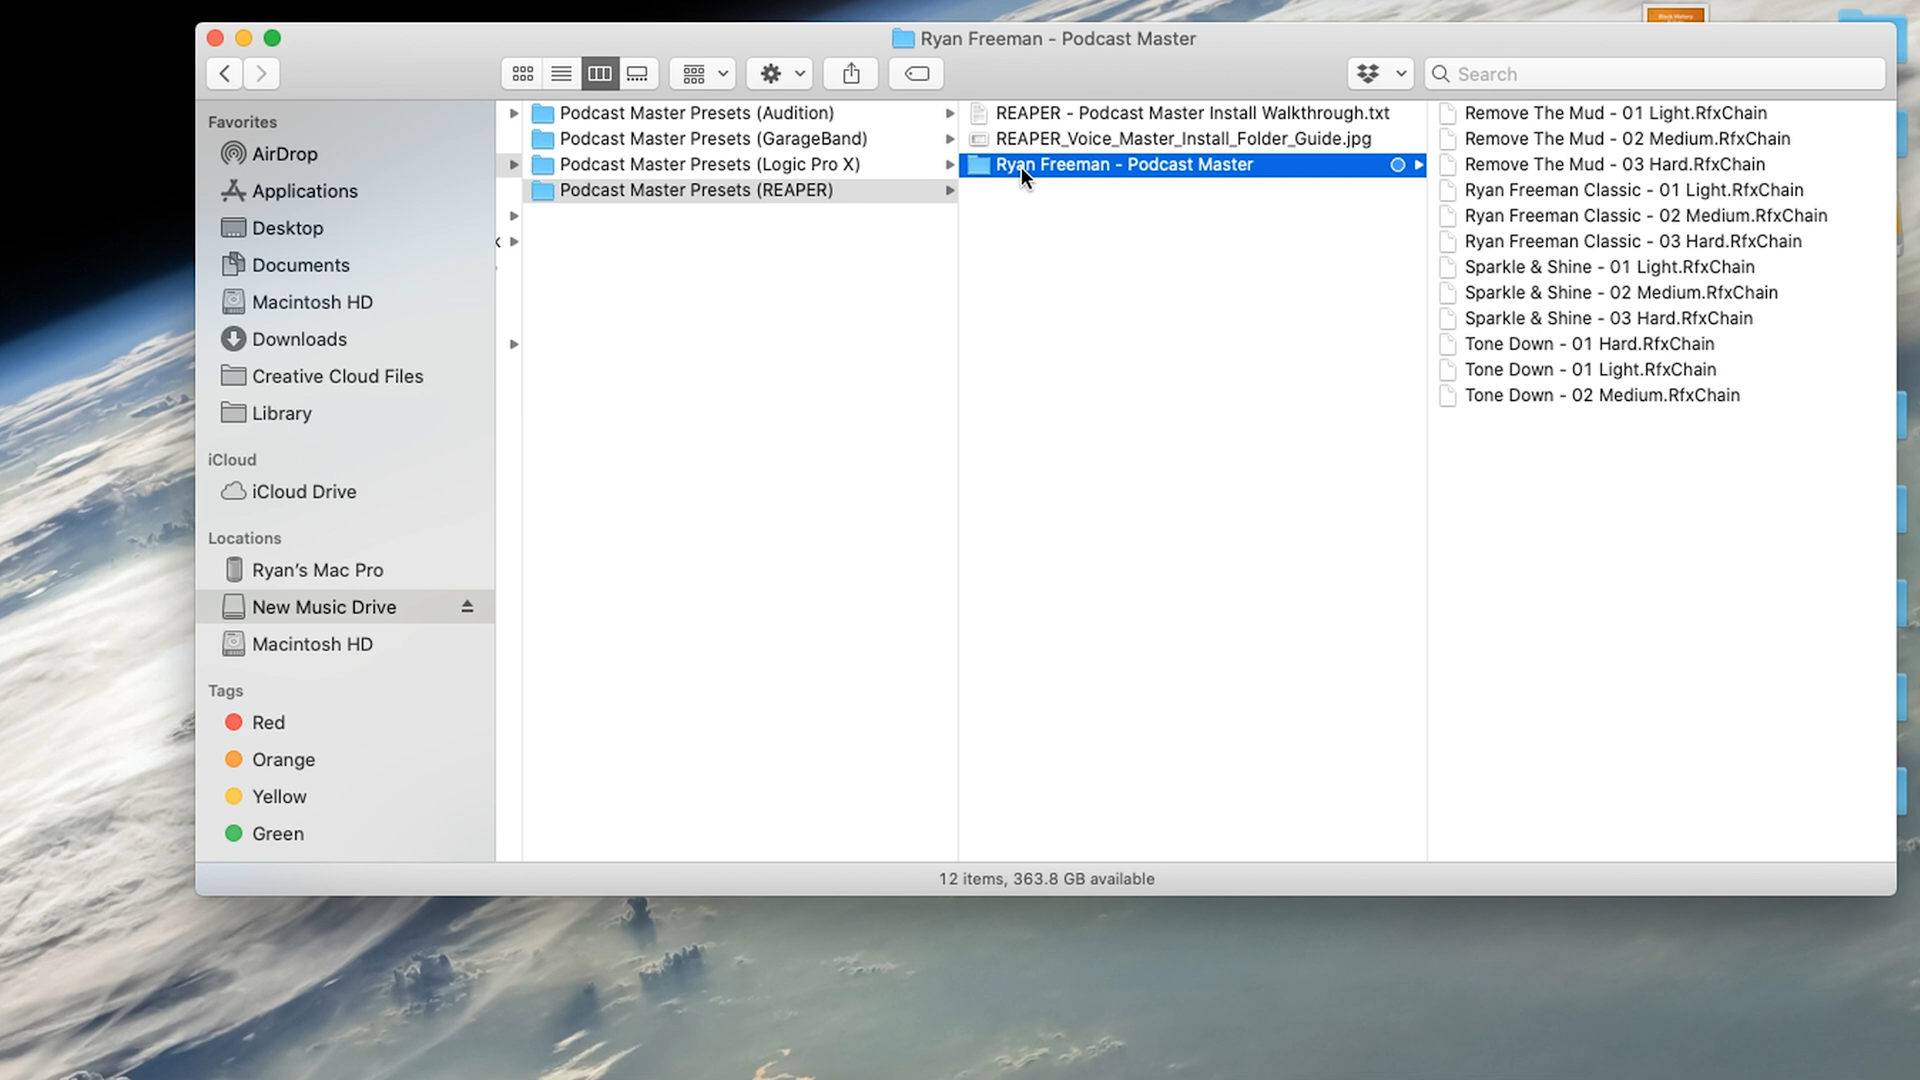 Black History
Ryan Freeman - Podcast Master
Search
Favorites
AirDrop
Applications
Desktop
Documents
Macintosh HD
Downloads
Creative Cloud Files
Library
iCloud
iCloud Drive
Locations
Ryan's Mac Pro
New Music Drive
Macintosh HD
Tags
Red
Orange
Yellow
Green
Podcast Master Presets (Audition)
Podcast Master Presets (GarageBand)
Podcast Master Presets (Logic Pro X)
Podcast Master Presets (REAPER)
REAPER - Podcast Master Install Walkthrough.txt
REAPER_Voice_Master_Install_Folder_Guide.jpg
Ryan Freeman - Podcast Master
Remove The Mud - 01 Light.RfxChain
Remove The Mud - 02 Medium.RfxChain
Remove The Mud - 03 Hard.RfxChain
Ryan Freeman Classic - 01 Light.RfxChain
Ryan Freeman Classic - 02 Medium.RfxChain
Ryan Freeman Classic - 03 Hard.RfxChain
Sparkle & Shine - 01 Light.RfxChain
Sparkle & Shine - 02 Medium.RfxChain
Sparkle & Shine - 03 Hard.RfxChain
Tone Down - 01 Hard.RfxChain
Tone Down - 01 Light.RfxChain
Tone Down - 02 Medium.RfxChain
12 items, 363.8 GB available